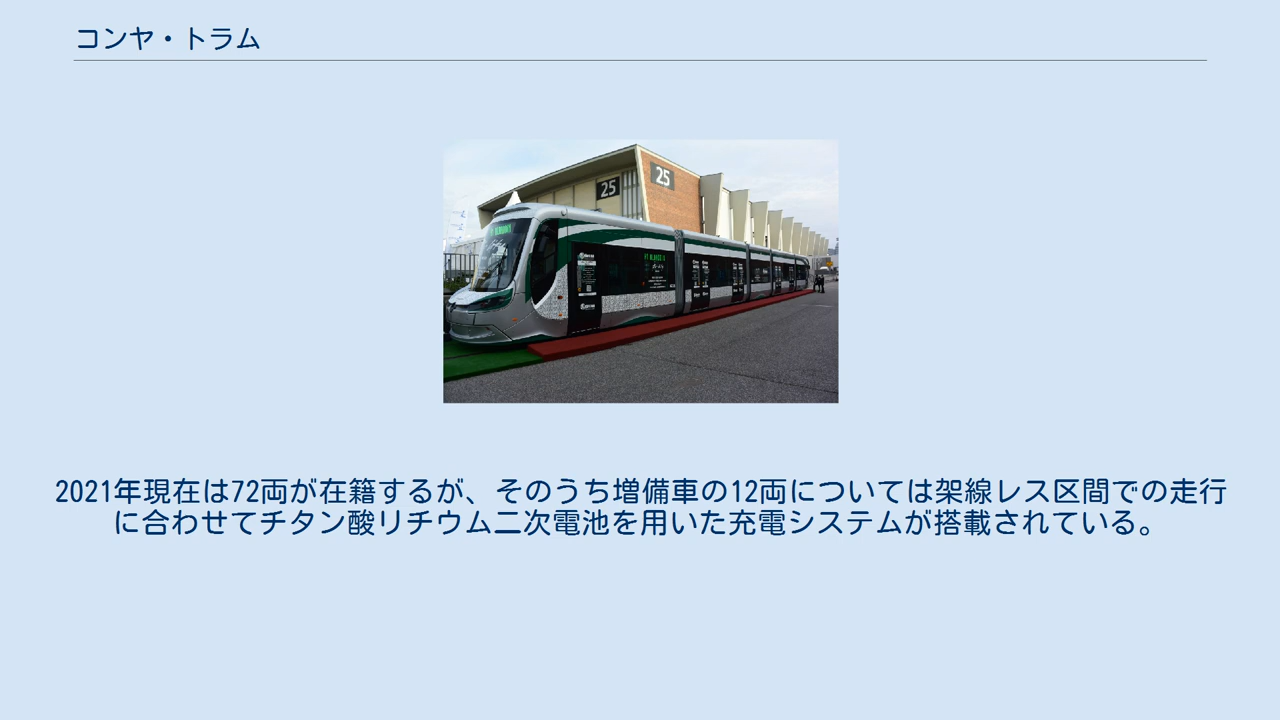 コンヤ・トラム
25
25
2021年現在は72両が在籍するが、そのうち増備車の12両については架線レス区間での走行
に合わせてチタン酸リチウム二次電池を用いた充電システムが搭載されている。